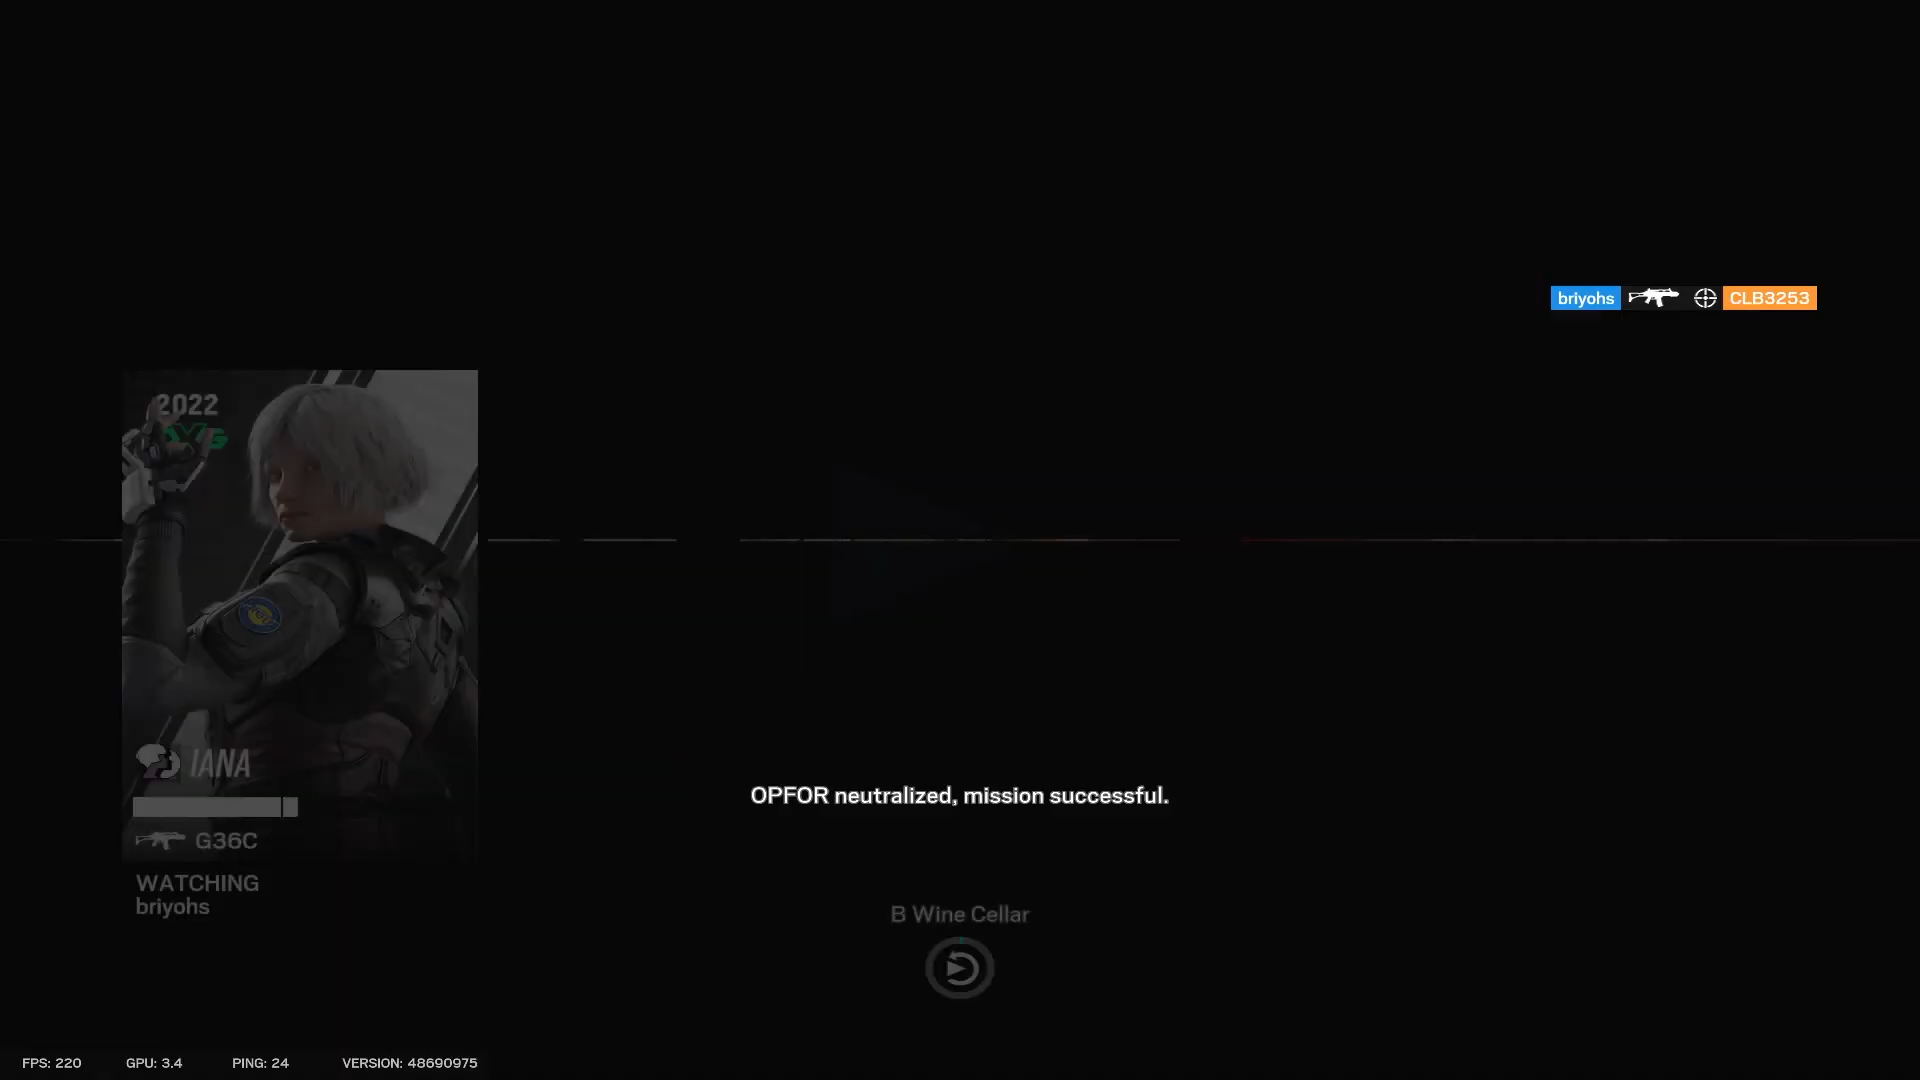 briyohs CLB3253
2022
IANA
G36C
WATCHING
briyohs
OPFOR neutralized, mission successful.
B Wine Cellar
FPS: 220 GPU: 3.4 PING: 24 VERSION: 48690975